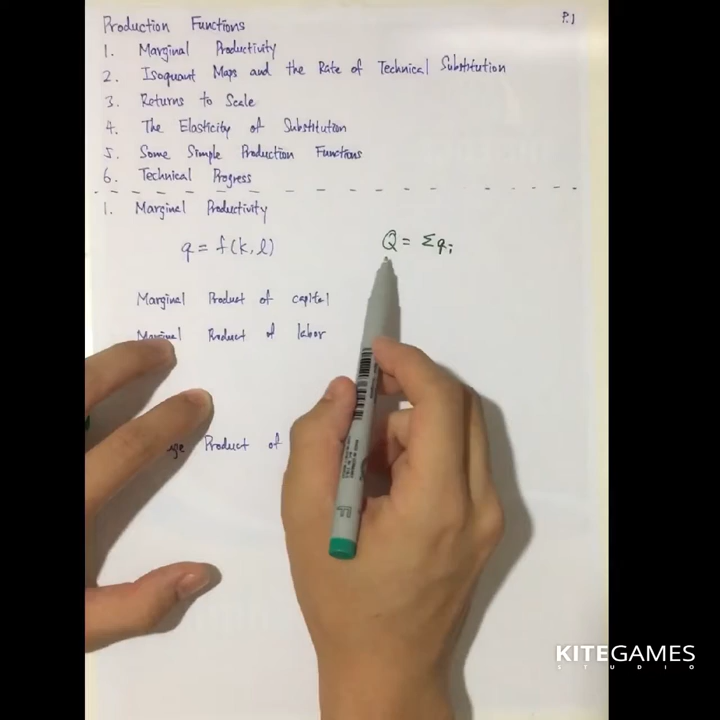 Production Functions P.1
1. Marginal Productivity
2. Isoquant Maps and the Rate of Technical Substitution
3. Returns to Scale
4. The Elasticity of Substitution
5. Some Simple Production Functions
6. Technical Progress
1. Marginal Productivity
q = f(k, l) Q = Σqᵢ
Marginal Product of capital
Marginal Product of labor
Product of
KITEGAMES
STUDIO